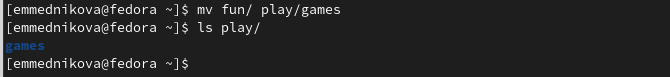 [emmednikova@fedora ~]$ mv fun/ play/games
[emmednikova@fedora ~]$ ls play/
games
[emmednikova@fedora ~]$